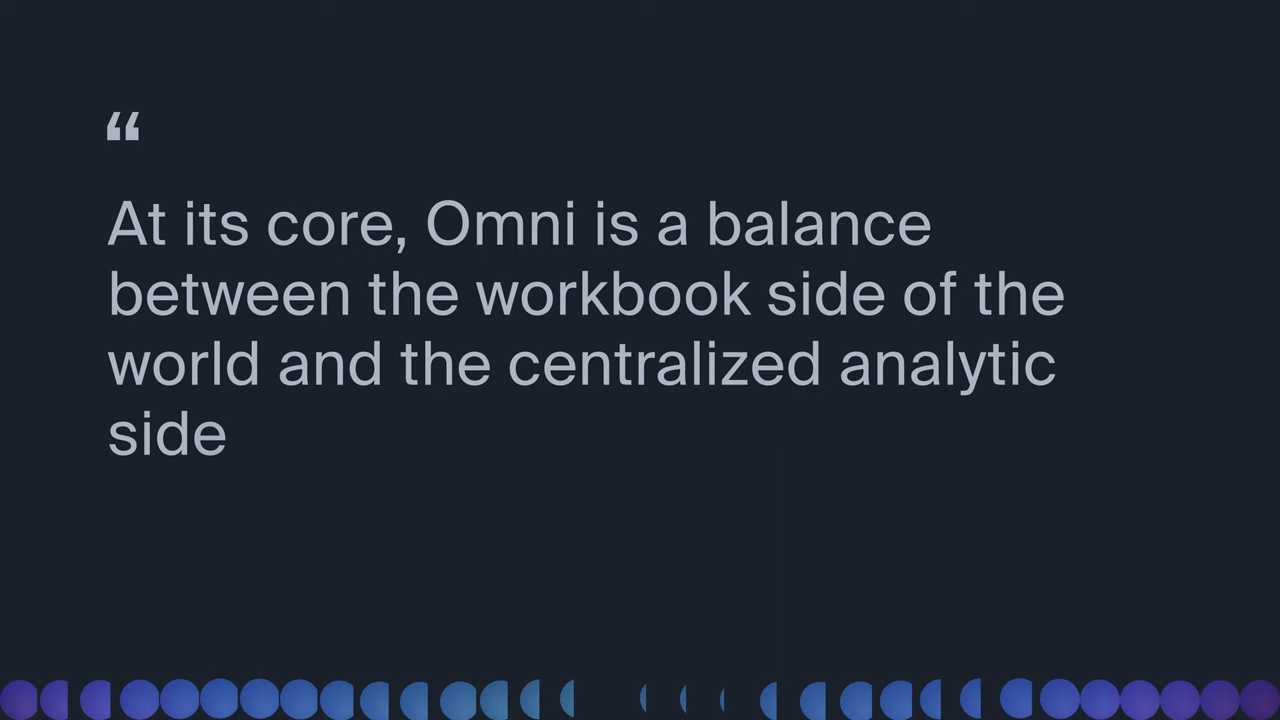 “
At its core, Omni is a balance
between the workbook side of the
world and the centralized analytic
side